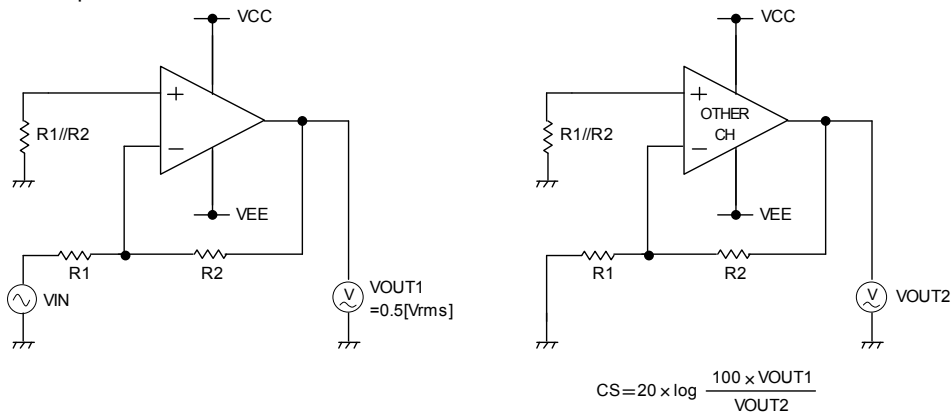 VCC
R1//R2
+
−
VEE
R1
R2
VIN
VOUT1
=0.5[Vrms]
VCC
R1//R2
+
OTHER
CH
−
VEE
R1
R2
VOUT2
CS=20×log 100×VOUT1
VOUT2